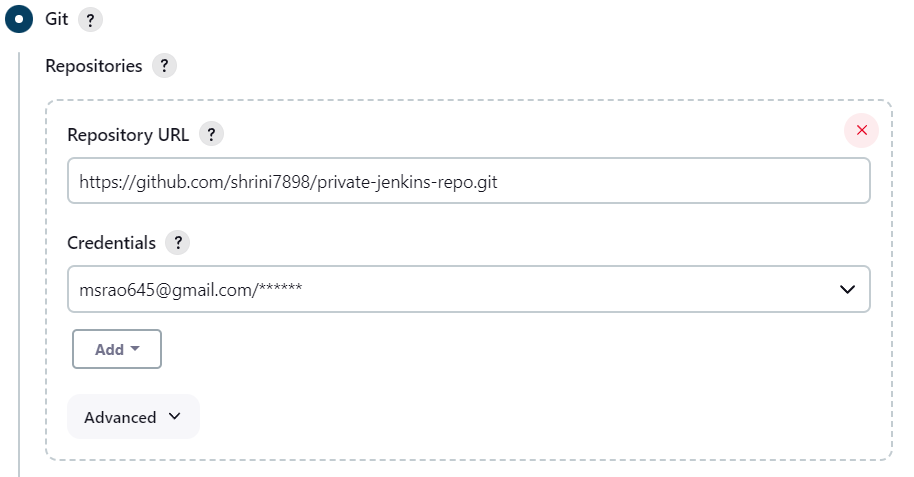 Git ?
Repositories ?
Repository URL ?
https://github.com/shrini7898/private-jenkins-repo.git
Credentials ?
msrao645@gmail.com/******
Add
Advanced